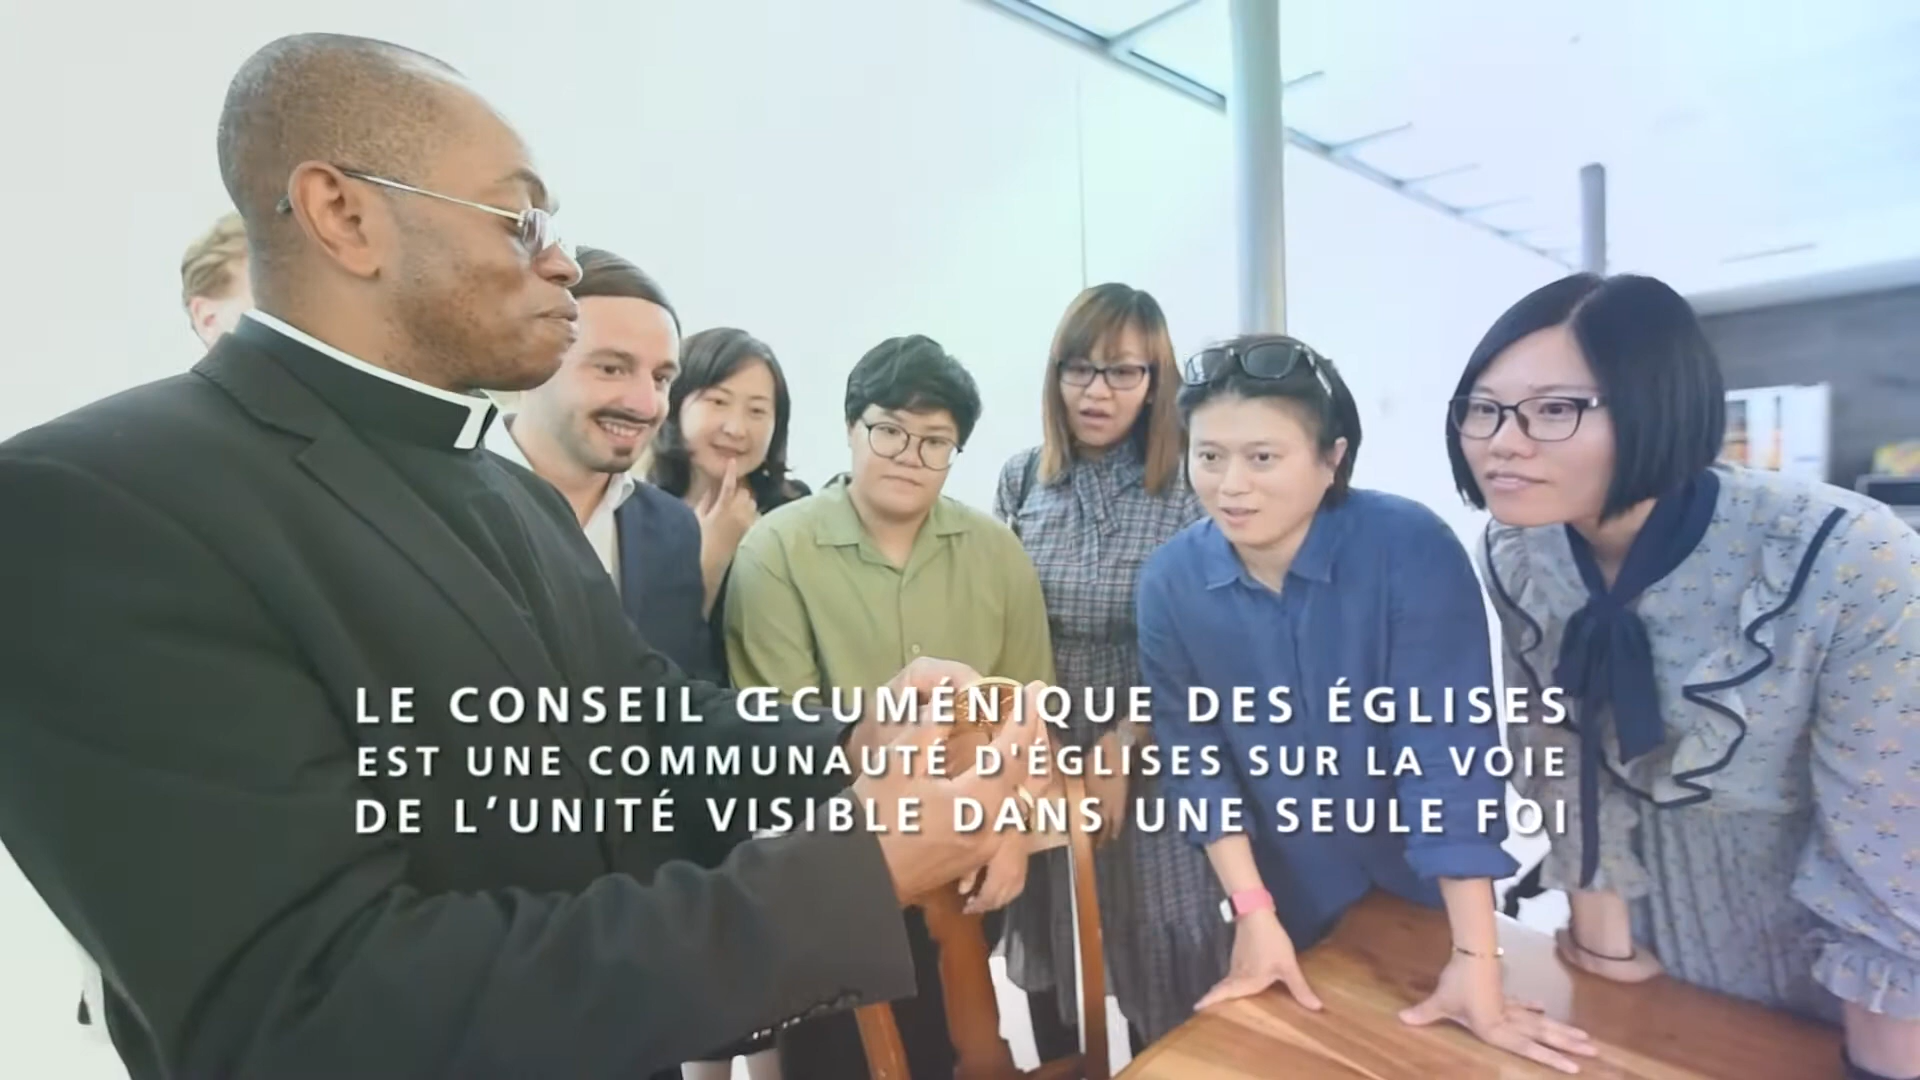 LE CONSEIL ŒCUMÉNIQUE DES ÉGLISES
EST UNE COMMUNAUTÉ D'ÉGLISES SUR LA VOIE
DE L’UNITÉ VISIBLE DANS UNE SEULE FOI